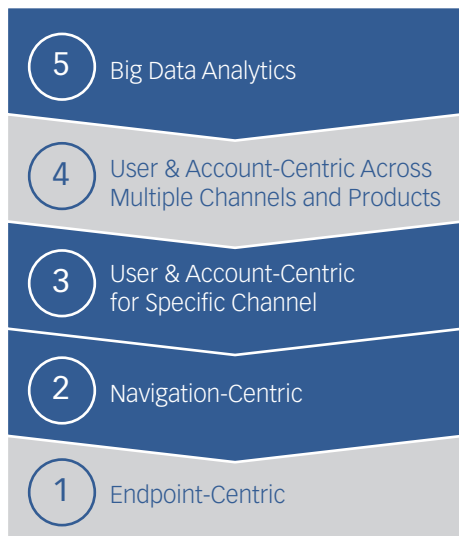 5
Big Data Analytics
4
User & Account-Centric Across
Multiple Channels and Products
3
User & Account-Centric
for Specific Channel
2
Navigation-Centric
1
Endpoint-Centric